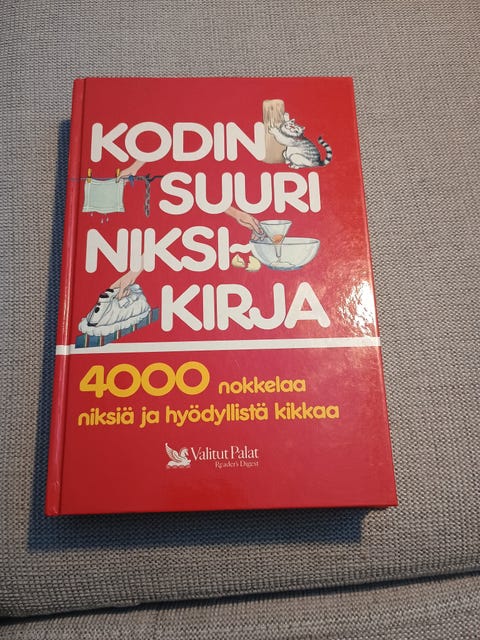 KODIN
SUURI
NIKSI-
KIRJA
4000 nokkelaa
niksiä ja hyödyllistä kikkaa
Valitut Palat
Reader's Digest